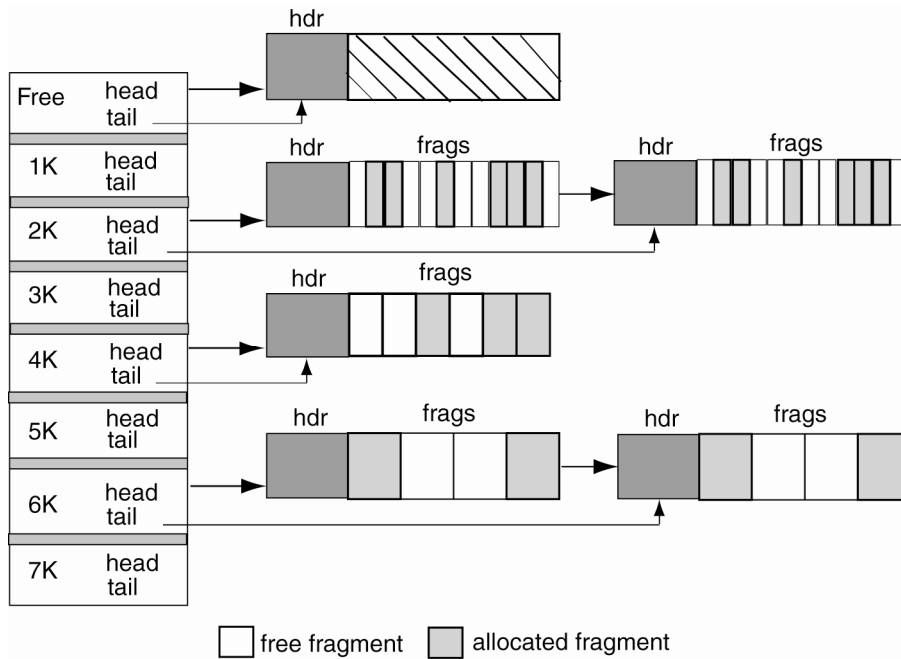 hdr
Free head
tail
hdr frags hdr frags
1K head
tail
2K head
tail
hdr frags
3K head
tail
4K head
tail
hdr frags hdr frags
5K head
tail
6K head
tail
7K head
tail
free fragment allocated fragment